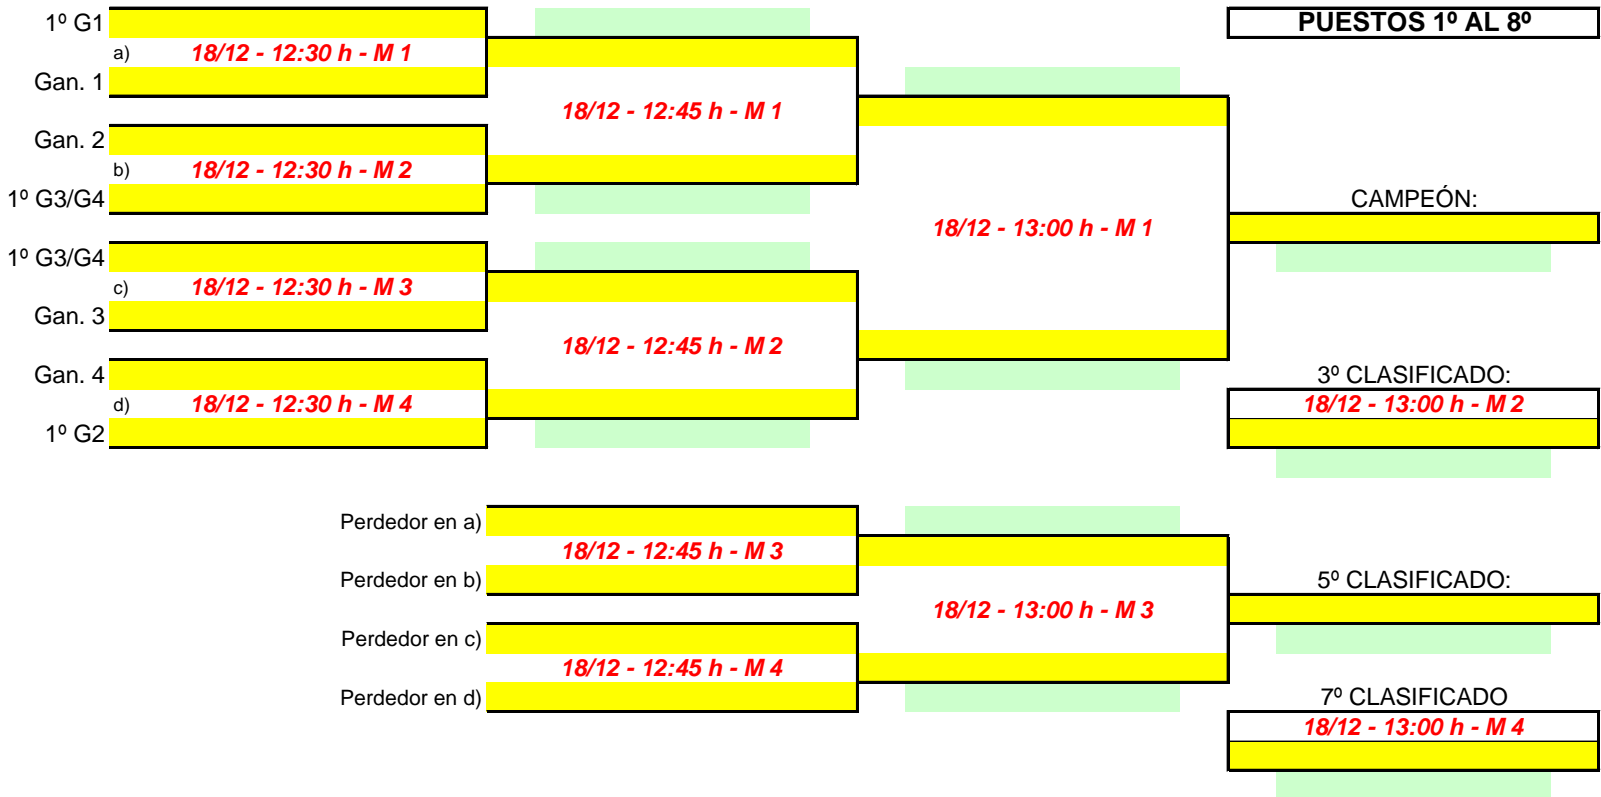 1º G1
PUESTOS 1º AL 8º
a) 18/12 - 12:30 h - M 1
Gan. 1
18/12 - 12:45 h - M 1
Gan. 2
b) 18/12 - 12:30 h - M 2
1º G3/G4
CAMPEÓN:
18/12 - 13:00 h - M 1
1º G3/G4
c) 18/12 - 12:30 h - M 3
Gan. 3
18/12 - 12:45 h - M 2
Gan. 4
3º CLASIFICADO:
d) 18/12 - 12:30 h - M 4
18/12 - 13:00 h - M 2
1º G2
Perdedor en a)
18/12 - 12:45 h - M 3
Perdedor en b)
5º CLASIFICADO:
18/12 - 13:00 h - M 3
Perdedor en c)
18/12 - 12:45 h - M 4
Perdedor en d)
7º CLASIFICADO
18/12 - 13:00 h - M 4